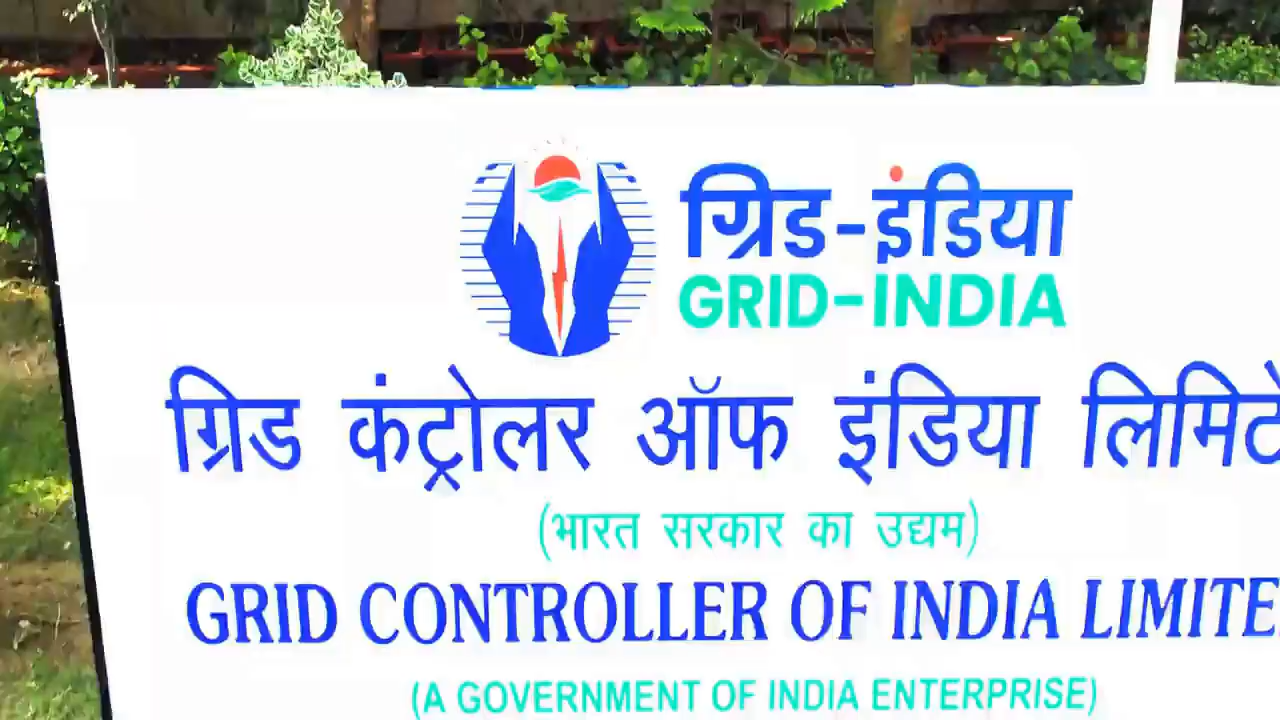 ग्रिड-इंडिया
GRID-INDIA
ग्रिड कंट्रोलर ऑफ इंडिया लिमिटे
(भारत सरकार का उद्यम)
GRID CONTROLLER OF INDIA LIMITE
(A GOVERNMENT OF INDIA ENTERPRISE)